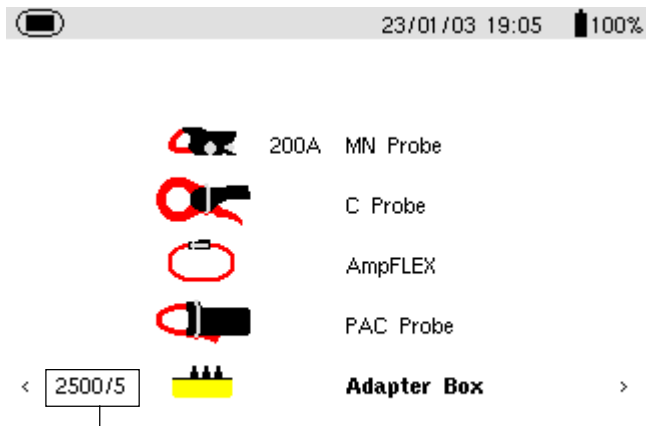 23/01/03 19:05 100%
200A MN Probe
C Probe
AmpFLEX
PAC Probe
< 2500/5 Adapter Box >